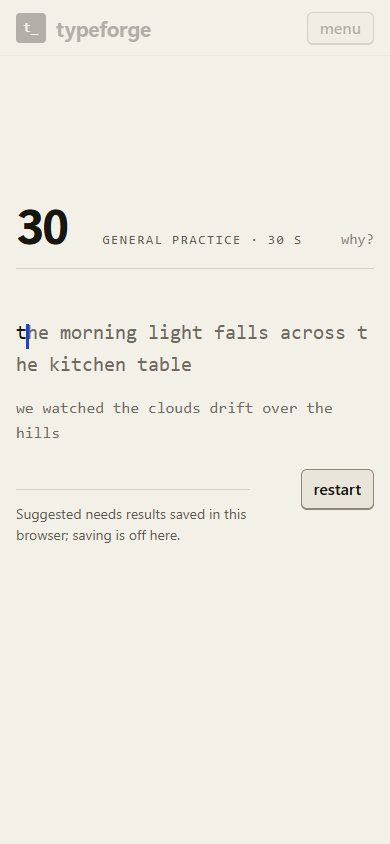 t_ typeforge menu
30 GENERAL PRACTICE · 30 S why?
the morning light falls across t
he kitchen table
we watched the clouds drift over the
hills
restart
Suggested needs results saved in this
browser; saving is off here.